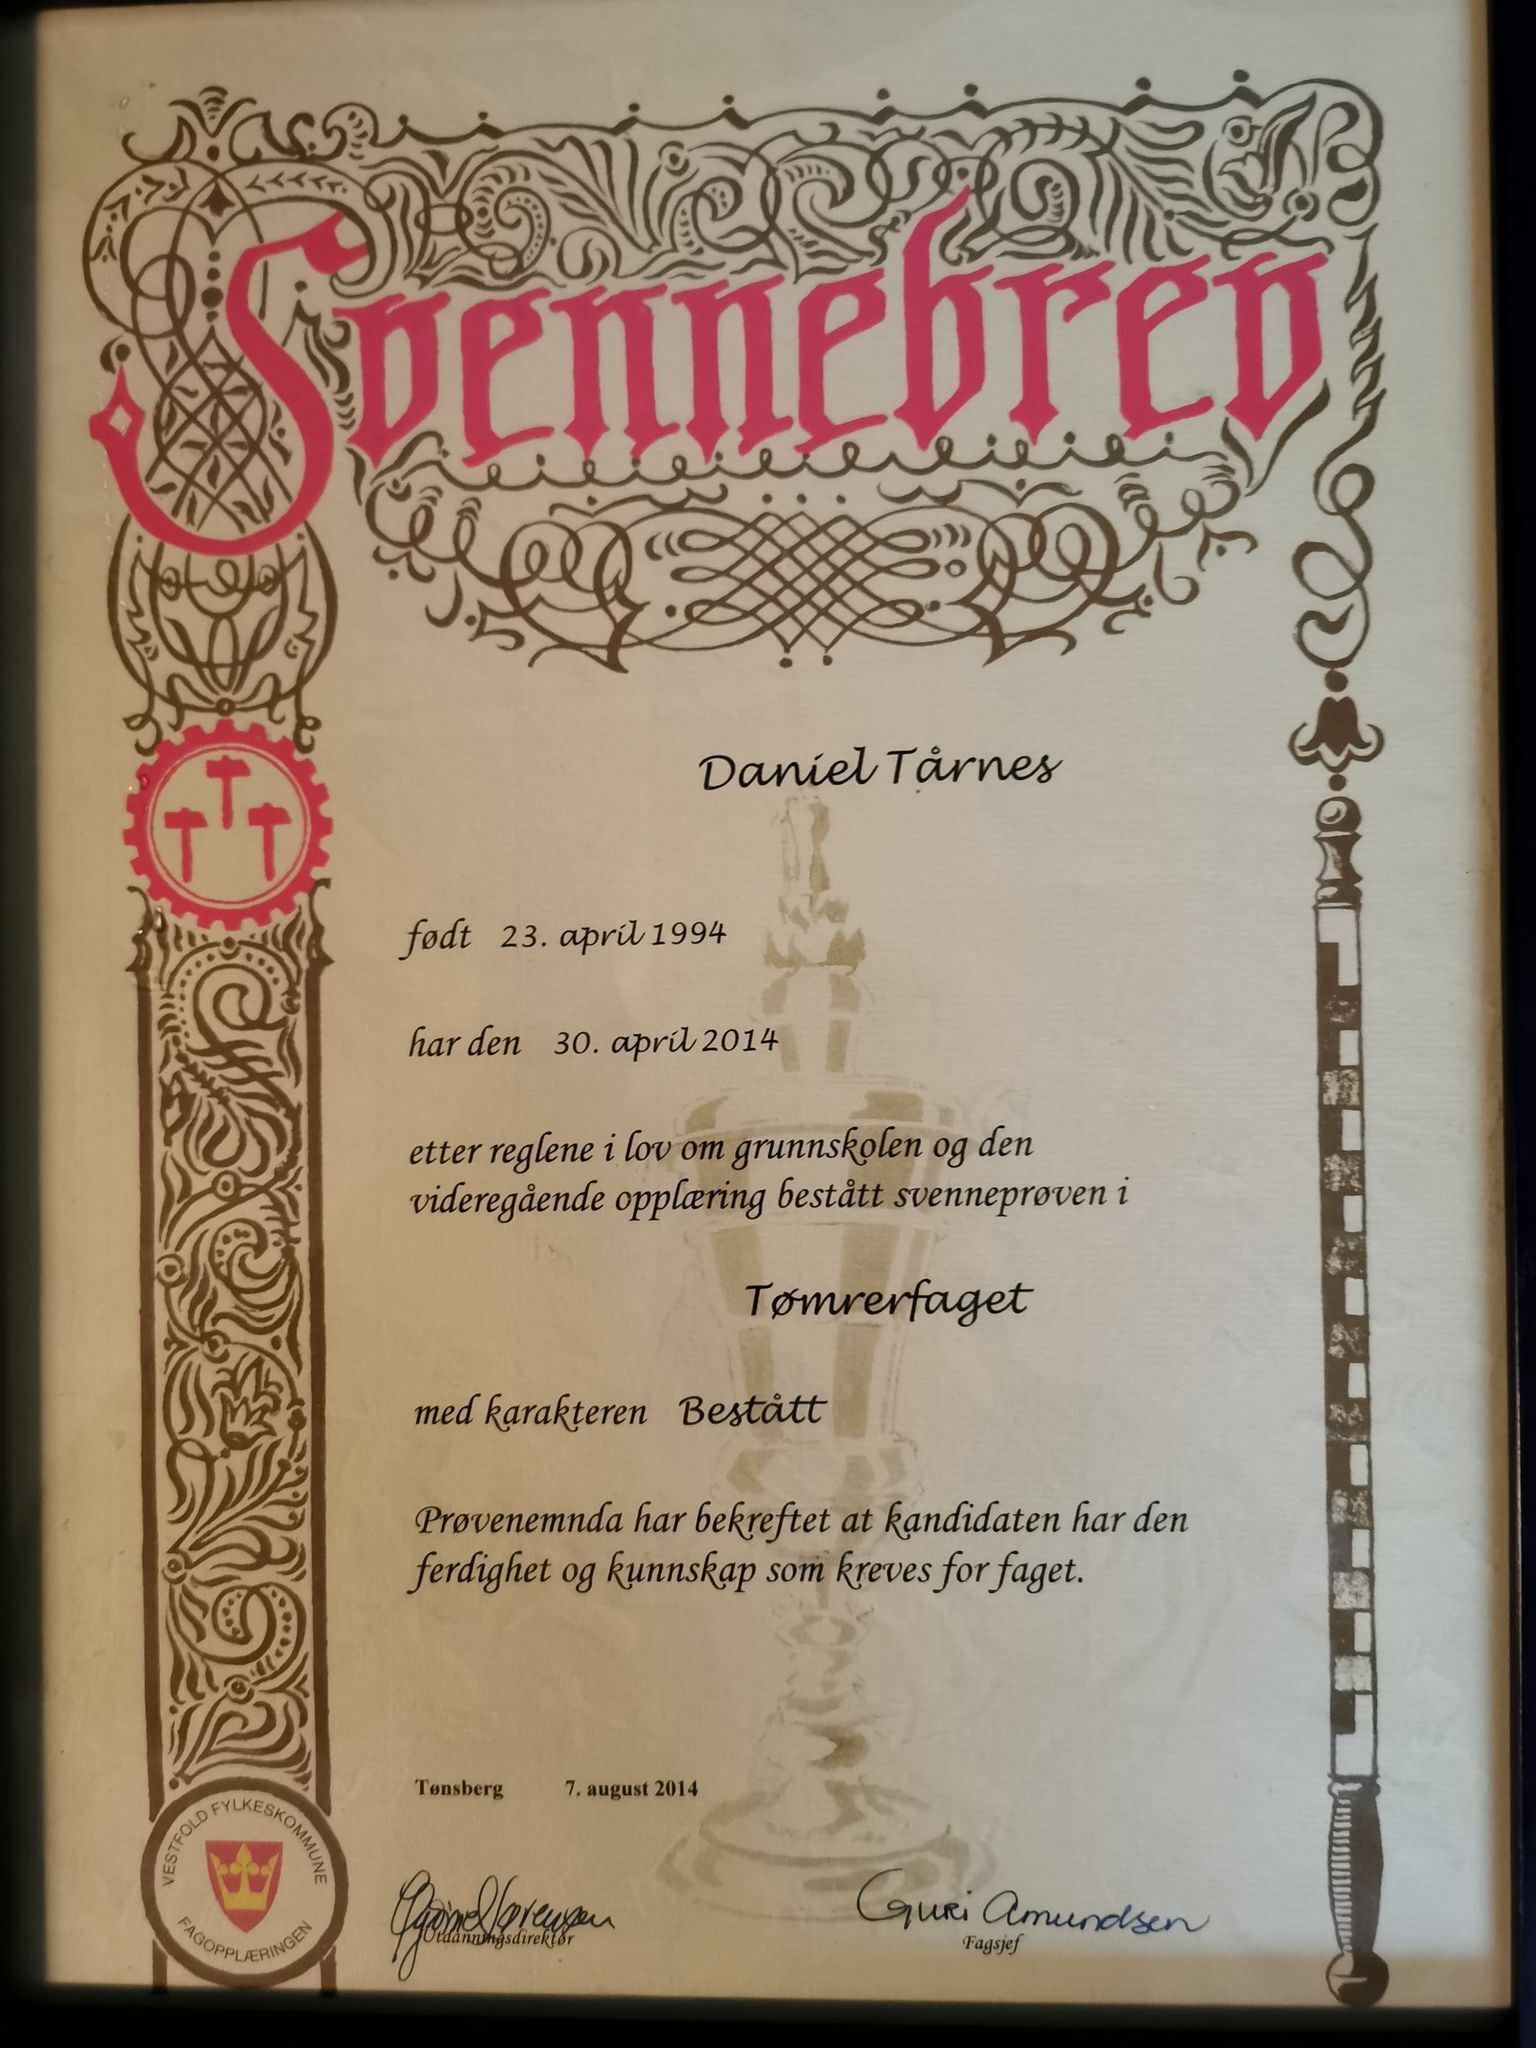 Svennebrev
Daniel Tårnes
født 23. april 1994
har den 30. april 2014
etter reglene i lov om grunnskolen og den
videregående opplæring bestått svenneprøven i
Tømrerfaget
med karakteren Bestått
Prøvenemnda har bekreftet at kandidaten har den
ferdighet og kunnskap som kreves for faget.
Tønsberg 7. august 2014
VESTFOLD FYLKESKOMMUNE
FAGOPPLÆRINGEN
Utdanningsdirektør
Guri Amundsen
Fagsjef